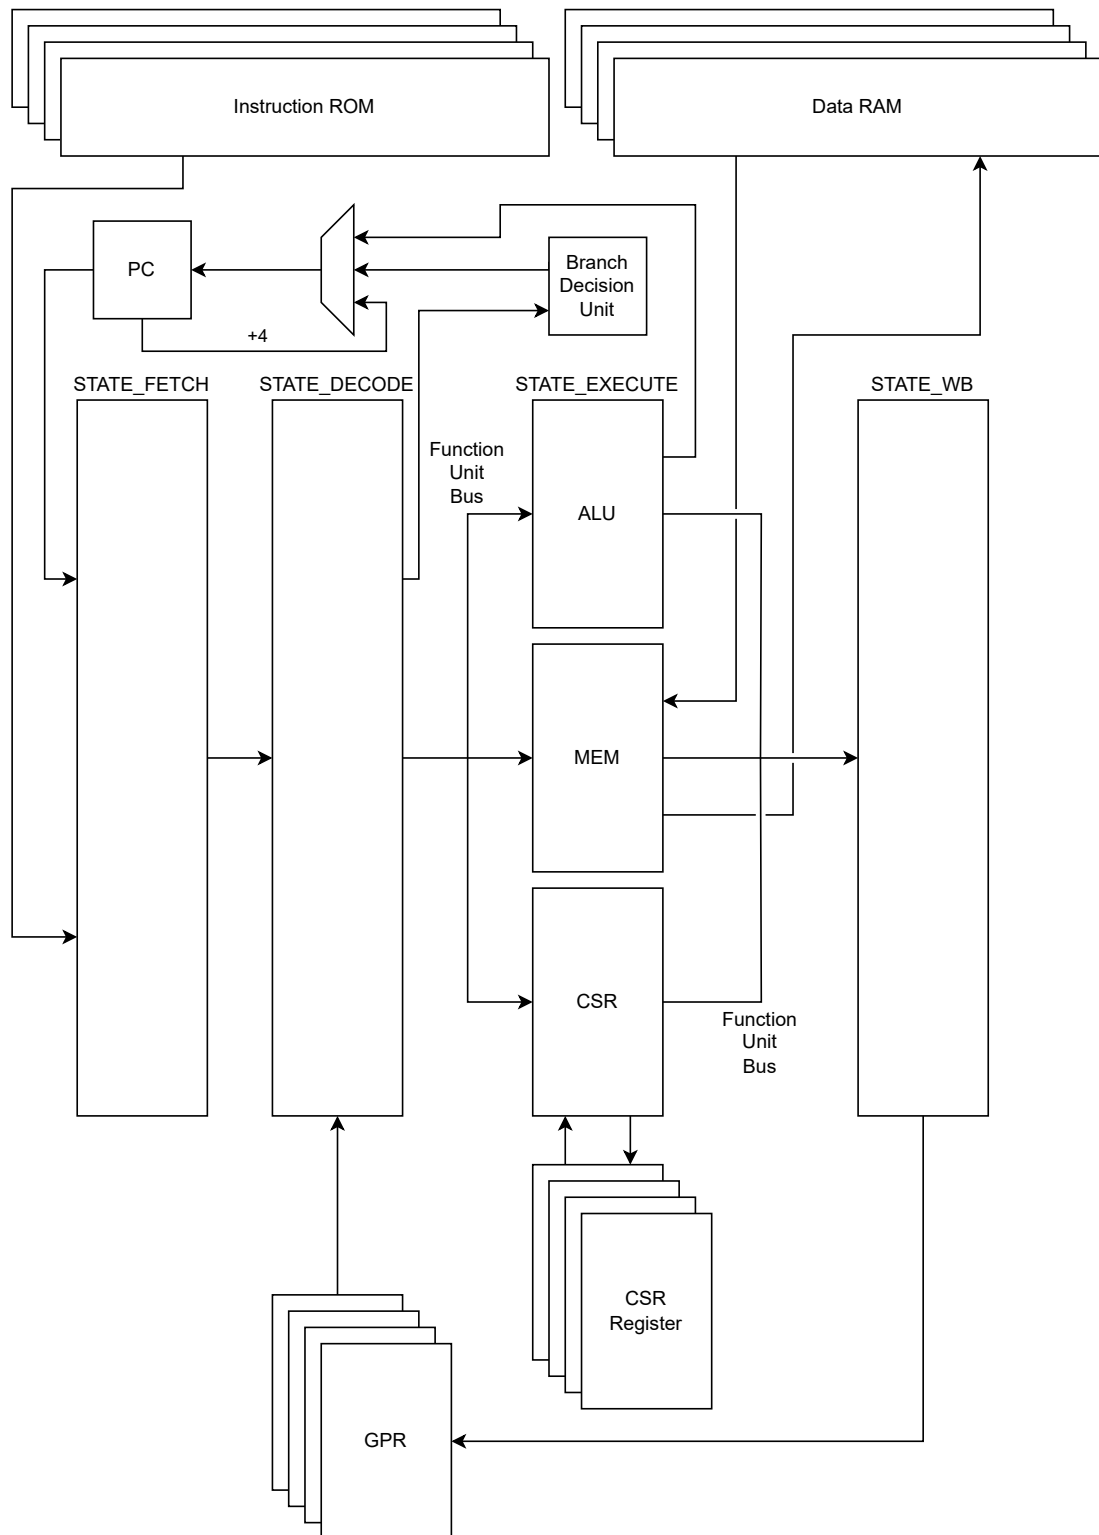 Instruction ROM
Data RAM
PC
Branch
Decision
Unit
+4
STATE_FETCH
STATE_DECODE
STATE_EXECUTE
STATE_WB
Function
Unit
Bus
ALU
MEM
CSR
Function
Unit
Bus
CSR
Register
GPR